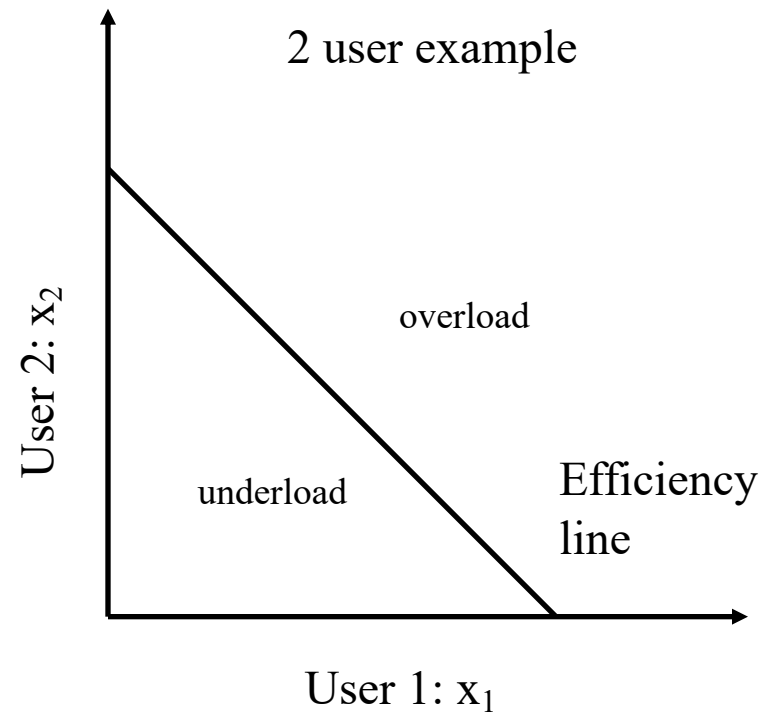 2 user example
User 2: x₂
overload
underload
Efficiency
line
User 1: x₁